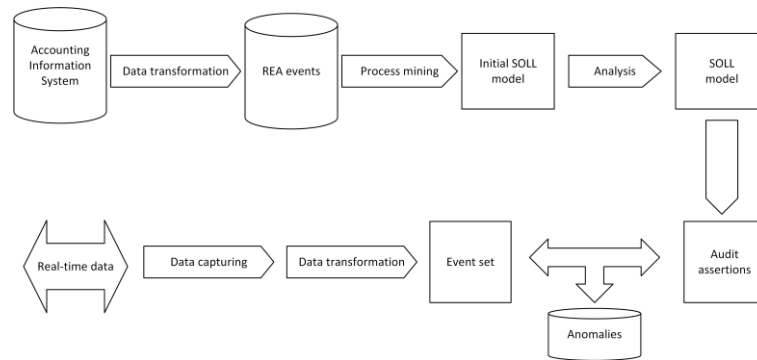 Accounting
Information
System
Data transformation
REA events
Process mining
Initial SOLL
model
Analysis
SOLL
model
Real-time data
Data capturing
Data transformation
Event set
Audit
assertions
Anomalies